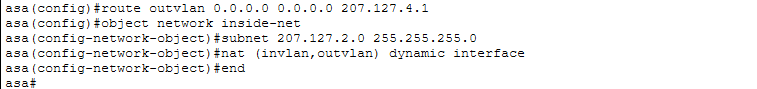 asa(config)#route outvlan 0.0.0.0 0.0.0.0 207.127.4.1
asa(config)#object network inside-net
asa(config-network-object)#subnet 207.127.2.0 255.255.255.0
asa(config-network-object)#nat (invlan,outvlan) dynamic interface
asa(config-network-object)#end
asa#